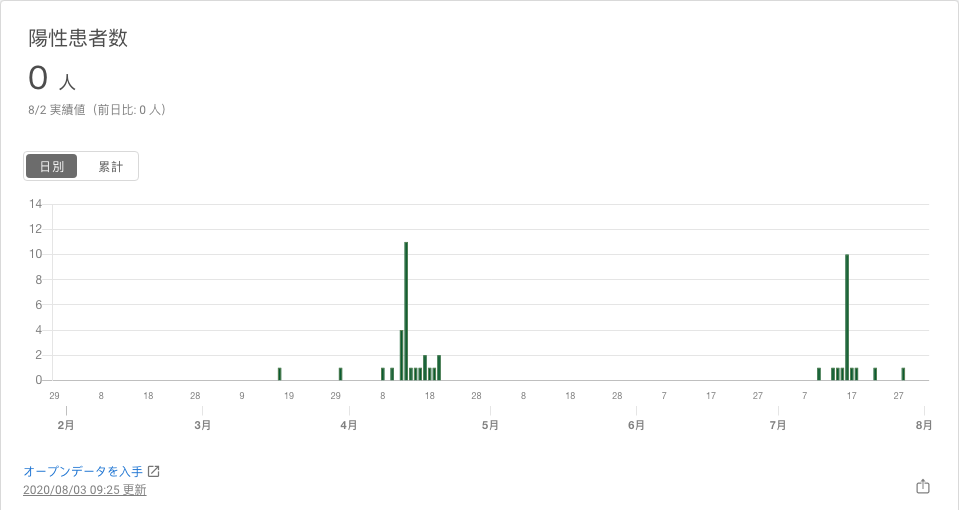 陽性患者数
0 人
8/2 実績値（前日比: 0 人）
日別 累計
14
12
10
8
6
4
2
0
29 8 18 28 9 19 29 8 18 28 8 18 28 7 17 27 7 17 27
2月 3月 4月 5月 6月 7月 8月
オープンデータを入手
2020/08/03 09:25 更新